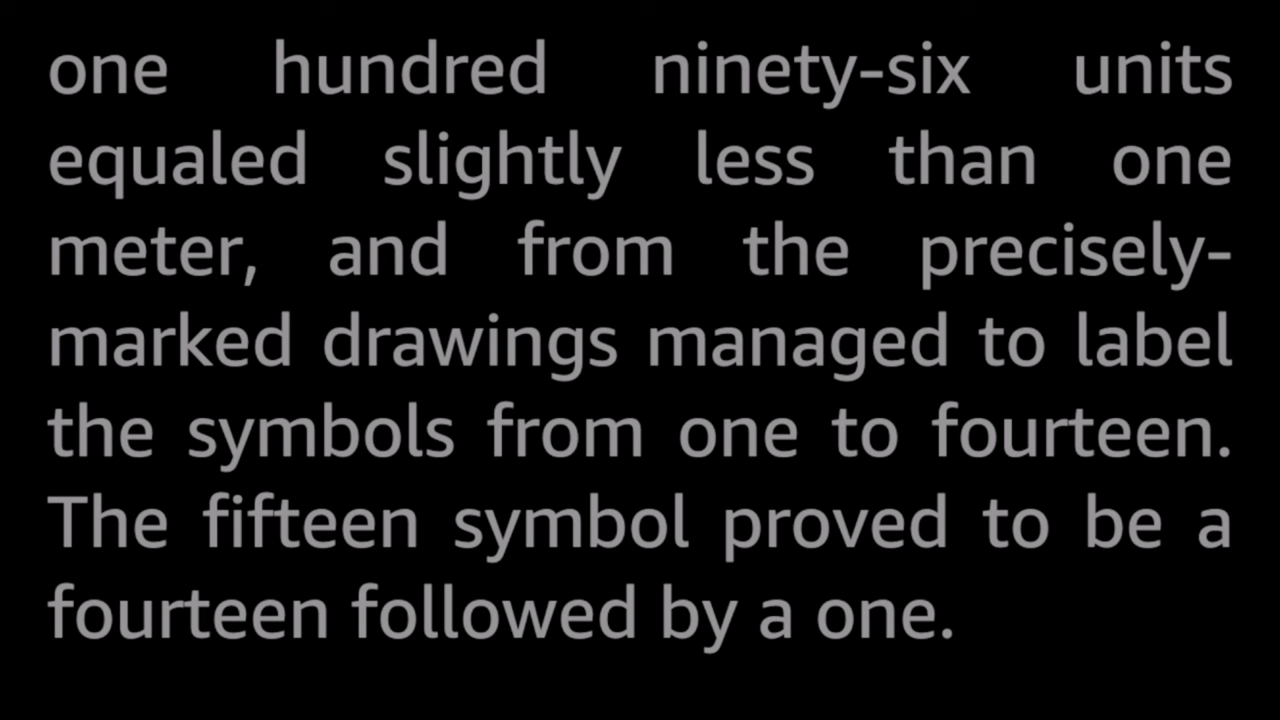 one hundred ninety-six units
equaled slightly less than one
meter, and from the precisely-
marked drawings managed to label
the symbols from one to fourteen.
The fifteen symbol proved to be a
fourteen followed by a one.